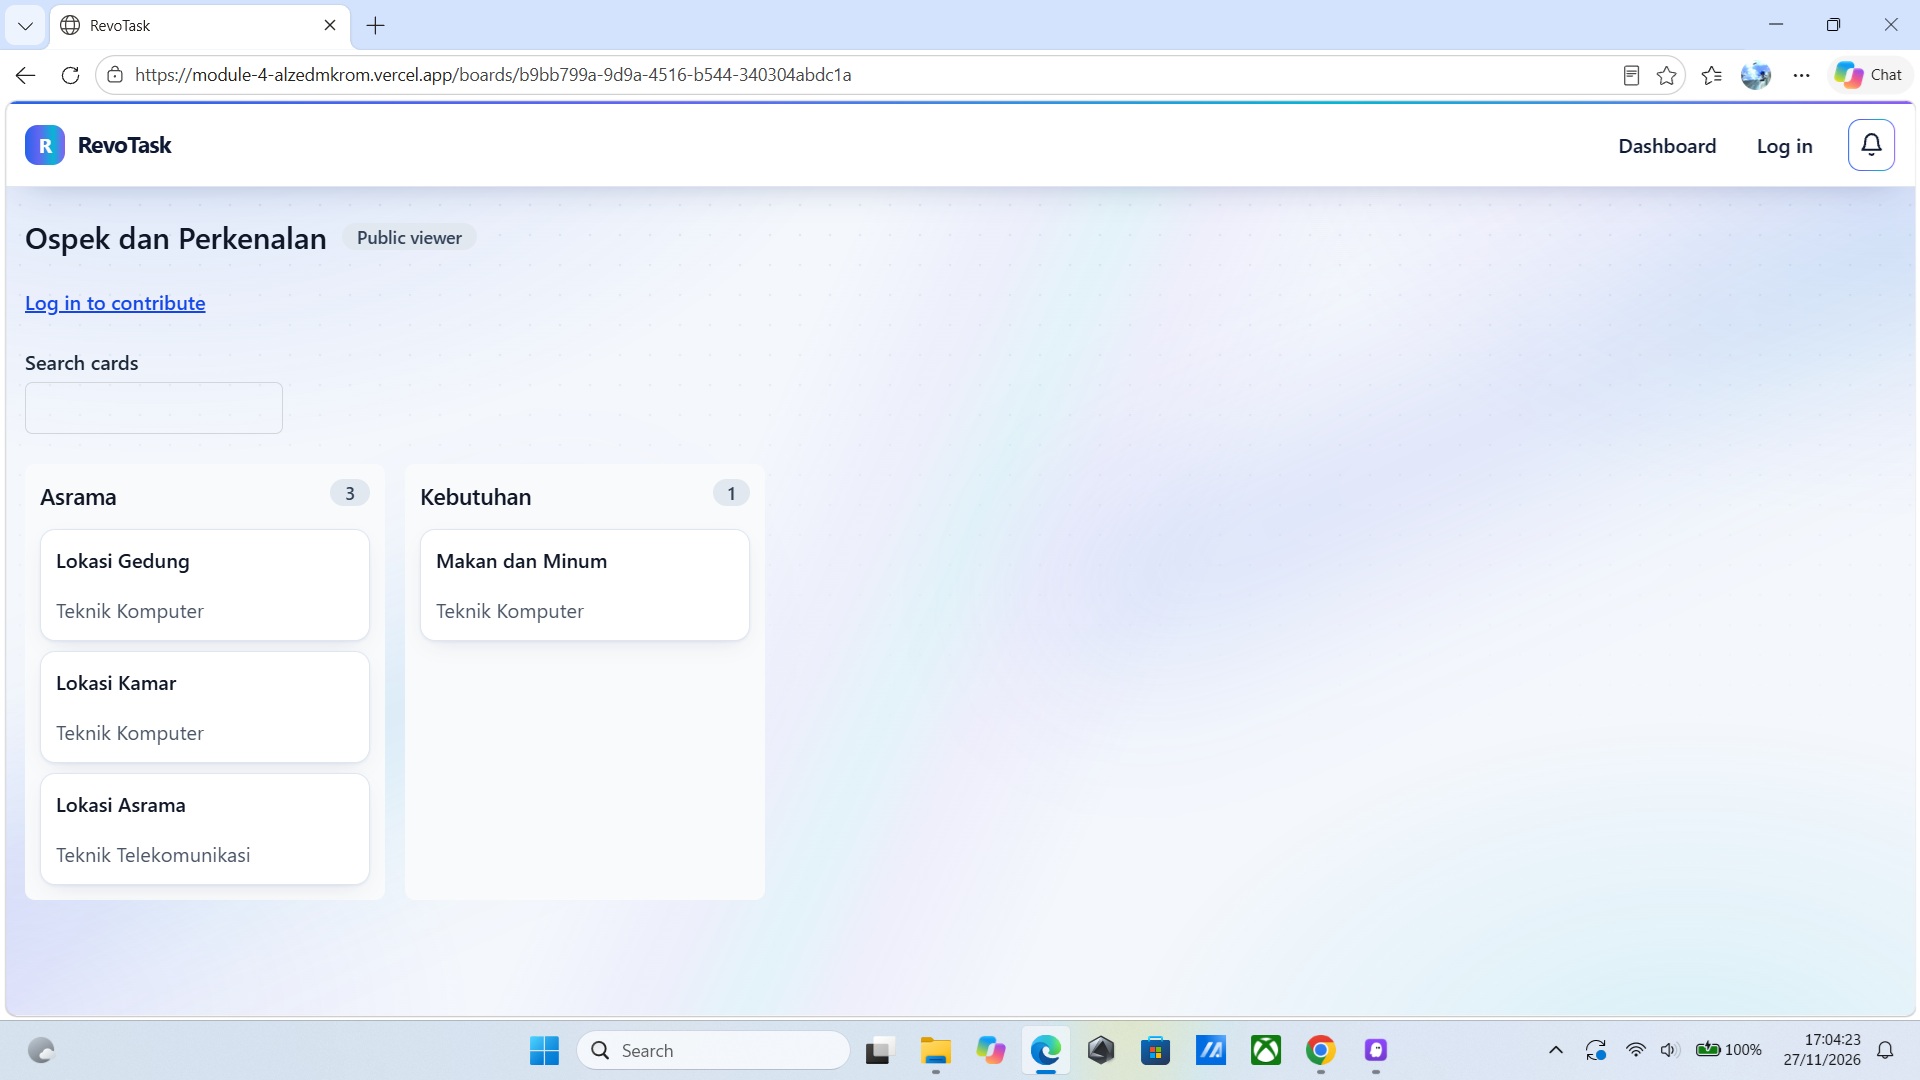 RevoTask
https://module-4-alzedmkrom.vercel.app/boards/b9bb799a-9d9a-4516-b544-340304abdc1a
Chat
R
RevoTask
Dashboard
Log in
Ospek dan Perkenalan
Public viewer
Log in to contribute
Search cards
Asrama
3
Lokasi Gedung
Teknik Komputer
Lokasi Kamar
Teknik Komputer
Lokasi Asrama
Teknik Telekomunikasi
Kebutuhan
1
Makan dan Minum
Teknik Komputer
Search
100%
17:04:23
27/11/2026